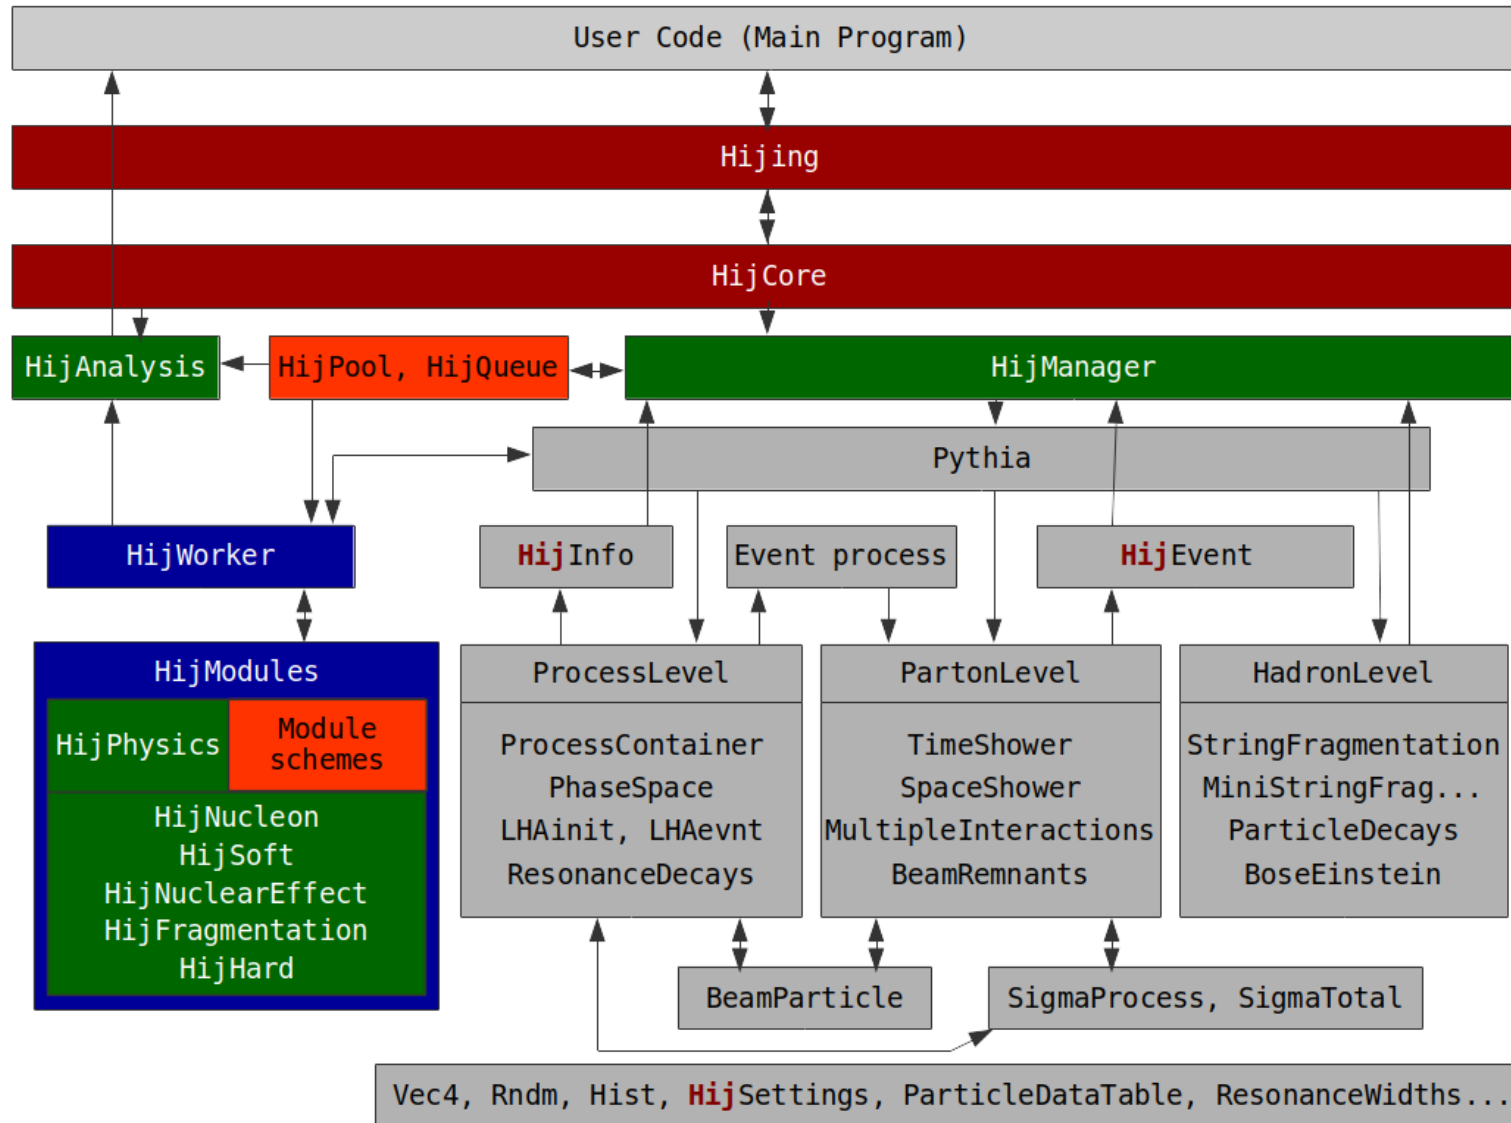 User Code (Main Program)
Hijing
HijCore
HijAnalysis
HijPool, HijQueue
HijManager
Pythia
HijWorker
HijInfo
Event process
HijEvent
HijModules
HijPhysics
Module
schemes
HijNucleon
HijSoft
HijNuclearEffect
HijFragmentation
HijHard
ProcessLevel
ProcessContainer
PhaseSpace
LHAinit, LHAevnt
ResonanceDecays
PartonLevel
TimeShower
SpaceShower
MultipleInteractions
BeamRemnants
HadronLevel
StringFragmentation
MiniStringFrag...
ParticleDecays
BoseEinstein
BeamParticle
SigmaProcess, SigmaTotal
Vec4, Rndm, Hist, HijSettings, ParticleDataTable, ResonanceWidths...